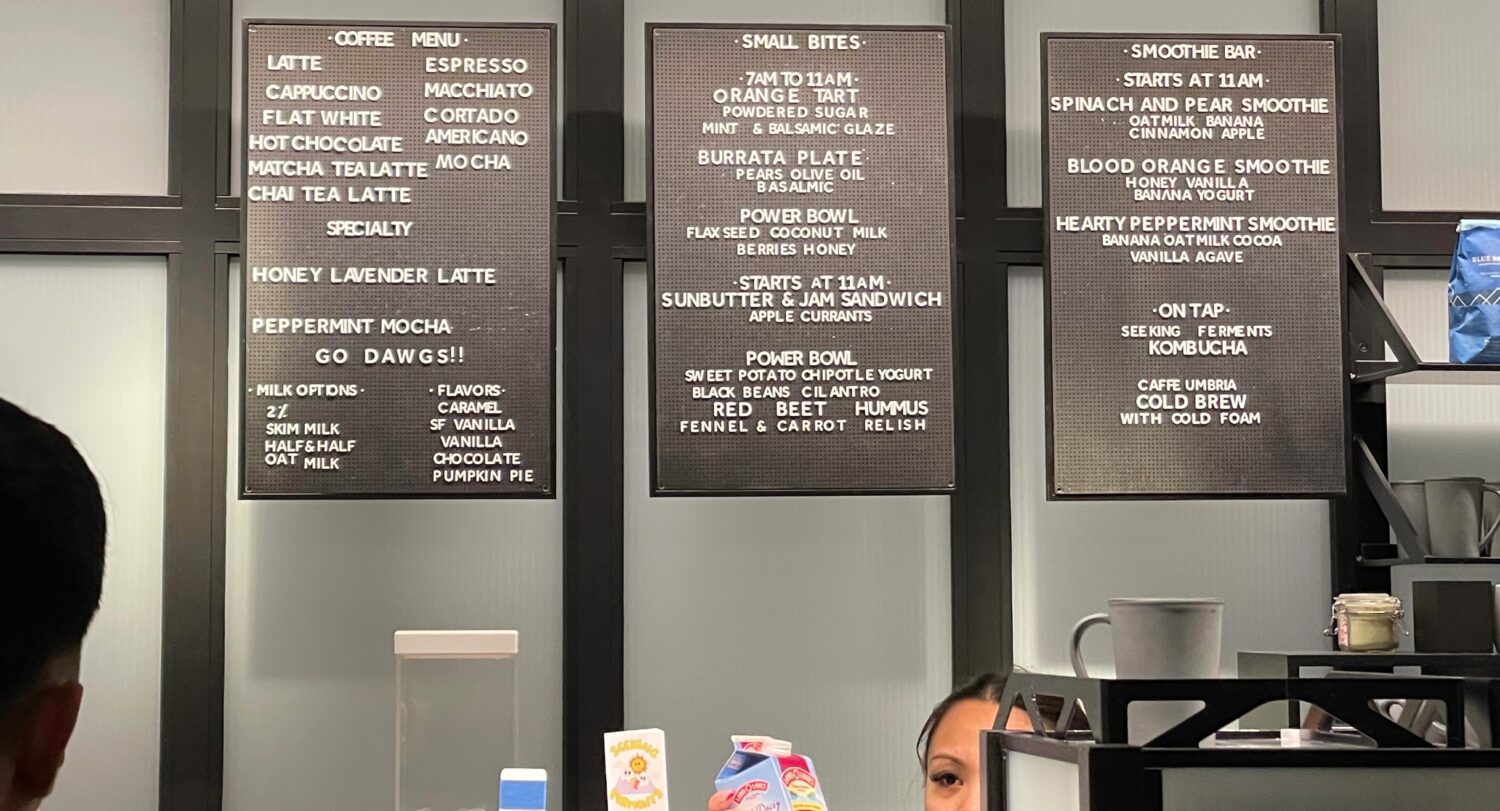 ·COFFEE MENU·
LATTE
CAPPUCCINO
FLAT WHITE
HOT CHOCOLATE
MATCHA TEA LATTE
CHAI TEA LATTE
ESPRESSO
MACCHIATO
CORTADO
AMERICANO
MOCHA
SPECIALTY
HONEY LAVENDER LATTE
PEPPERMINT MOCHA
GO DAWGS!!
·MILK OPTIONS·
2%
SKIM MILK
HALF&HALF
OAT MILK
·FLAVORS·
CARAMEL
SF VANILLA
VANILLA
CHOCOLATE
PUMPKIN PIE
·SMALL BITES·
·7AM TO 11AM·
ORANGE TART
POWDERED SUGAR
MINT & BALSAMIC GLAZE
BURRATA PLATE
PEARS OLIVE OIL
BASALMIC
POWER BOWL
FLAXSEED COCONUT MILK
BERRIES HONEY
·STARTS AT 11AM·
SUNBUTTER & JAM SANDWICH
APPLE CURRANTS
POWER BOWL
SWEET POTATO CHIPOTLE YOGURT
BLACK BEANS CILANTRO
RED BEET HUMMUS
FENNEL & CARROT RELISH
·SMOOTHIE BAR·
·STARTS AT 11AM·
SPINACH AND PEAR SMOOTHIE
OATMILK BANANA
CINNAMON APPLE
BLOOD ORANGE SMOOTHIE
HONEY VANILLA
BANANA YOGURT
HEARTY PEPPERMINT SMOOTHIE
BANANA OATMILK COCOA
VANILLA AGAVE
·ON TAP·
SEEKING FERMENTS
KOMBUCHA
CAFFE UMBRIA
COLD BREW
WITH COLD FOAM
SEEKING
FERMENTS